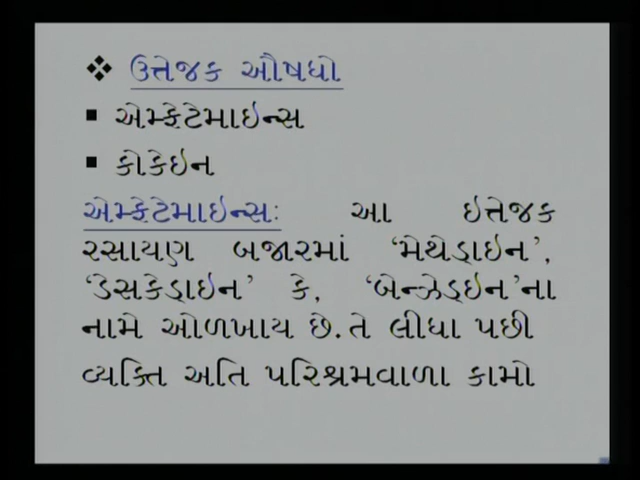 ❖ ઉત્તેજક ઔષધો
▪ એમ્ફેટેમાઇન્સ
▪ કોકેઇન
એમ્ફેટેમાઇન્સ: આ ઇત્તેજક
રસાયણ બજારમાં ‘મેથેડ્રાઇન’,
‘ડેસકેડ્રાઇન’ કે, ‘બેન્ઝેડ્રઇન’ના
નામે ઓળખાય છે. તે લીધા પછી
વ્યક્તિ અતિ પરિશ્રમવાળા કામો